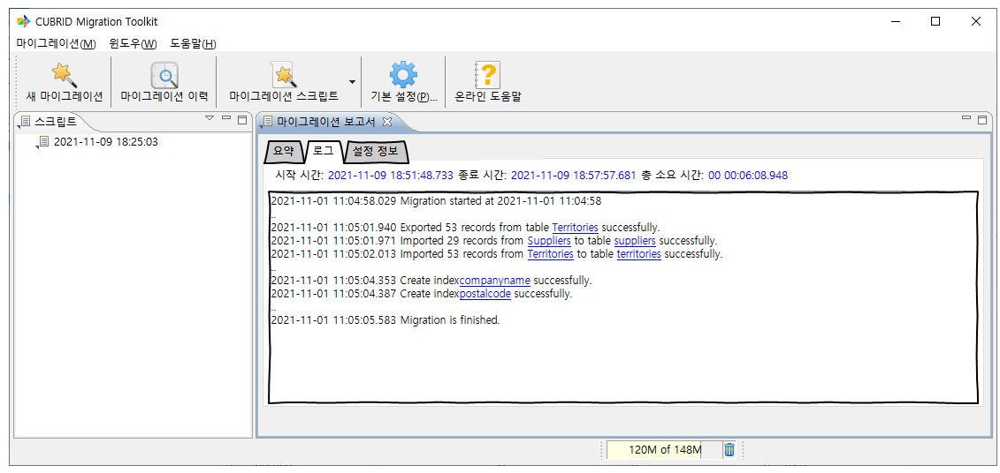 CUBRID Migration Toolkit
마이그레이션(M) 윈도우(W) 도움말(H)
새 마이그레이션 마이그레이션 이력 마이그레이션 스크립트 기본 설정(P)... 온라인 도움말
스크립트
2021-11-09 18:25:03
마이그레이션 보고서
요약 로그 설정 정보
시작 시간: 2021-11-09 18:51:48.733 종료 시간: 2021-11-09 18:57:57.681 총 소요 시간: 00 00:06:08.948
2021-11-01 11:04:58.029 Migration started at 2021-11-01 11:04:58
..
2021-11-01 11:05:01.940 Exported 53 records from table Territories successfully.
2021-11-01 11:05:01.971 Imported 29 records from Suppliers to table suppliers successfully.
2021-11-01 11:05:02.013 Imported 53 records from Territories to table territories successfully.
..
2021-11-01 11:05:04.353 Create indexcompanyname successfully.
2021-11-01 11:05:04.387 Create indexpostalcode successfully.
..
2021-11-01 11:05:05.583 Migration is finished.
120M of 148M